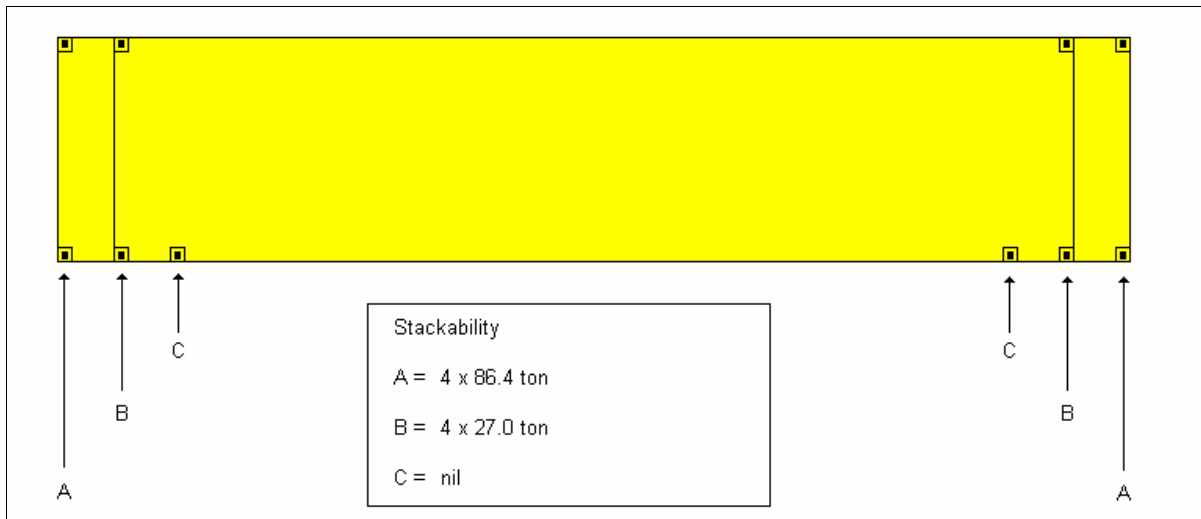 C
C
B
B
A
A
Stackability
A = 4 x 86.4 ton
B = 4 x 27.0 ton
C = nil